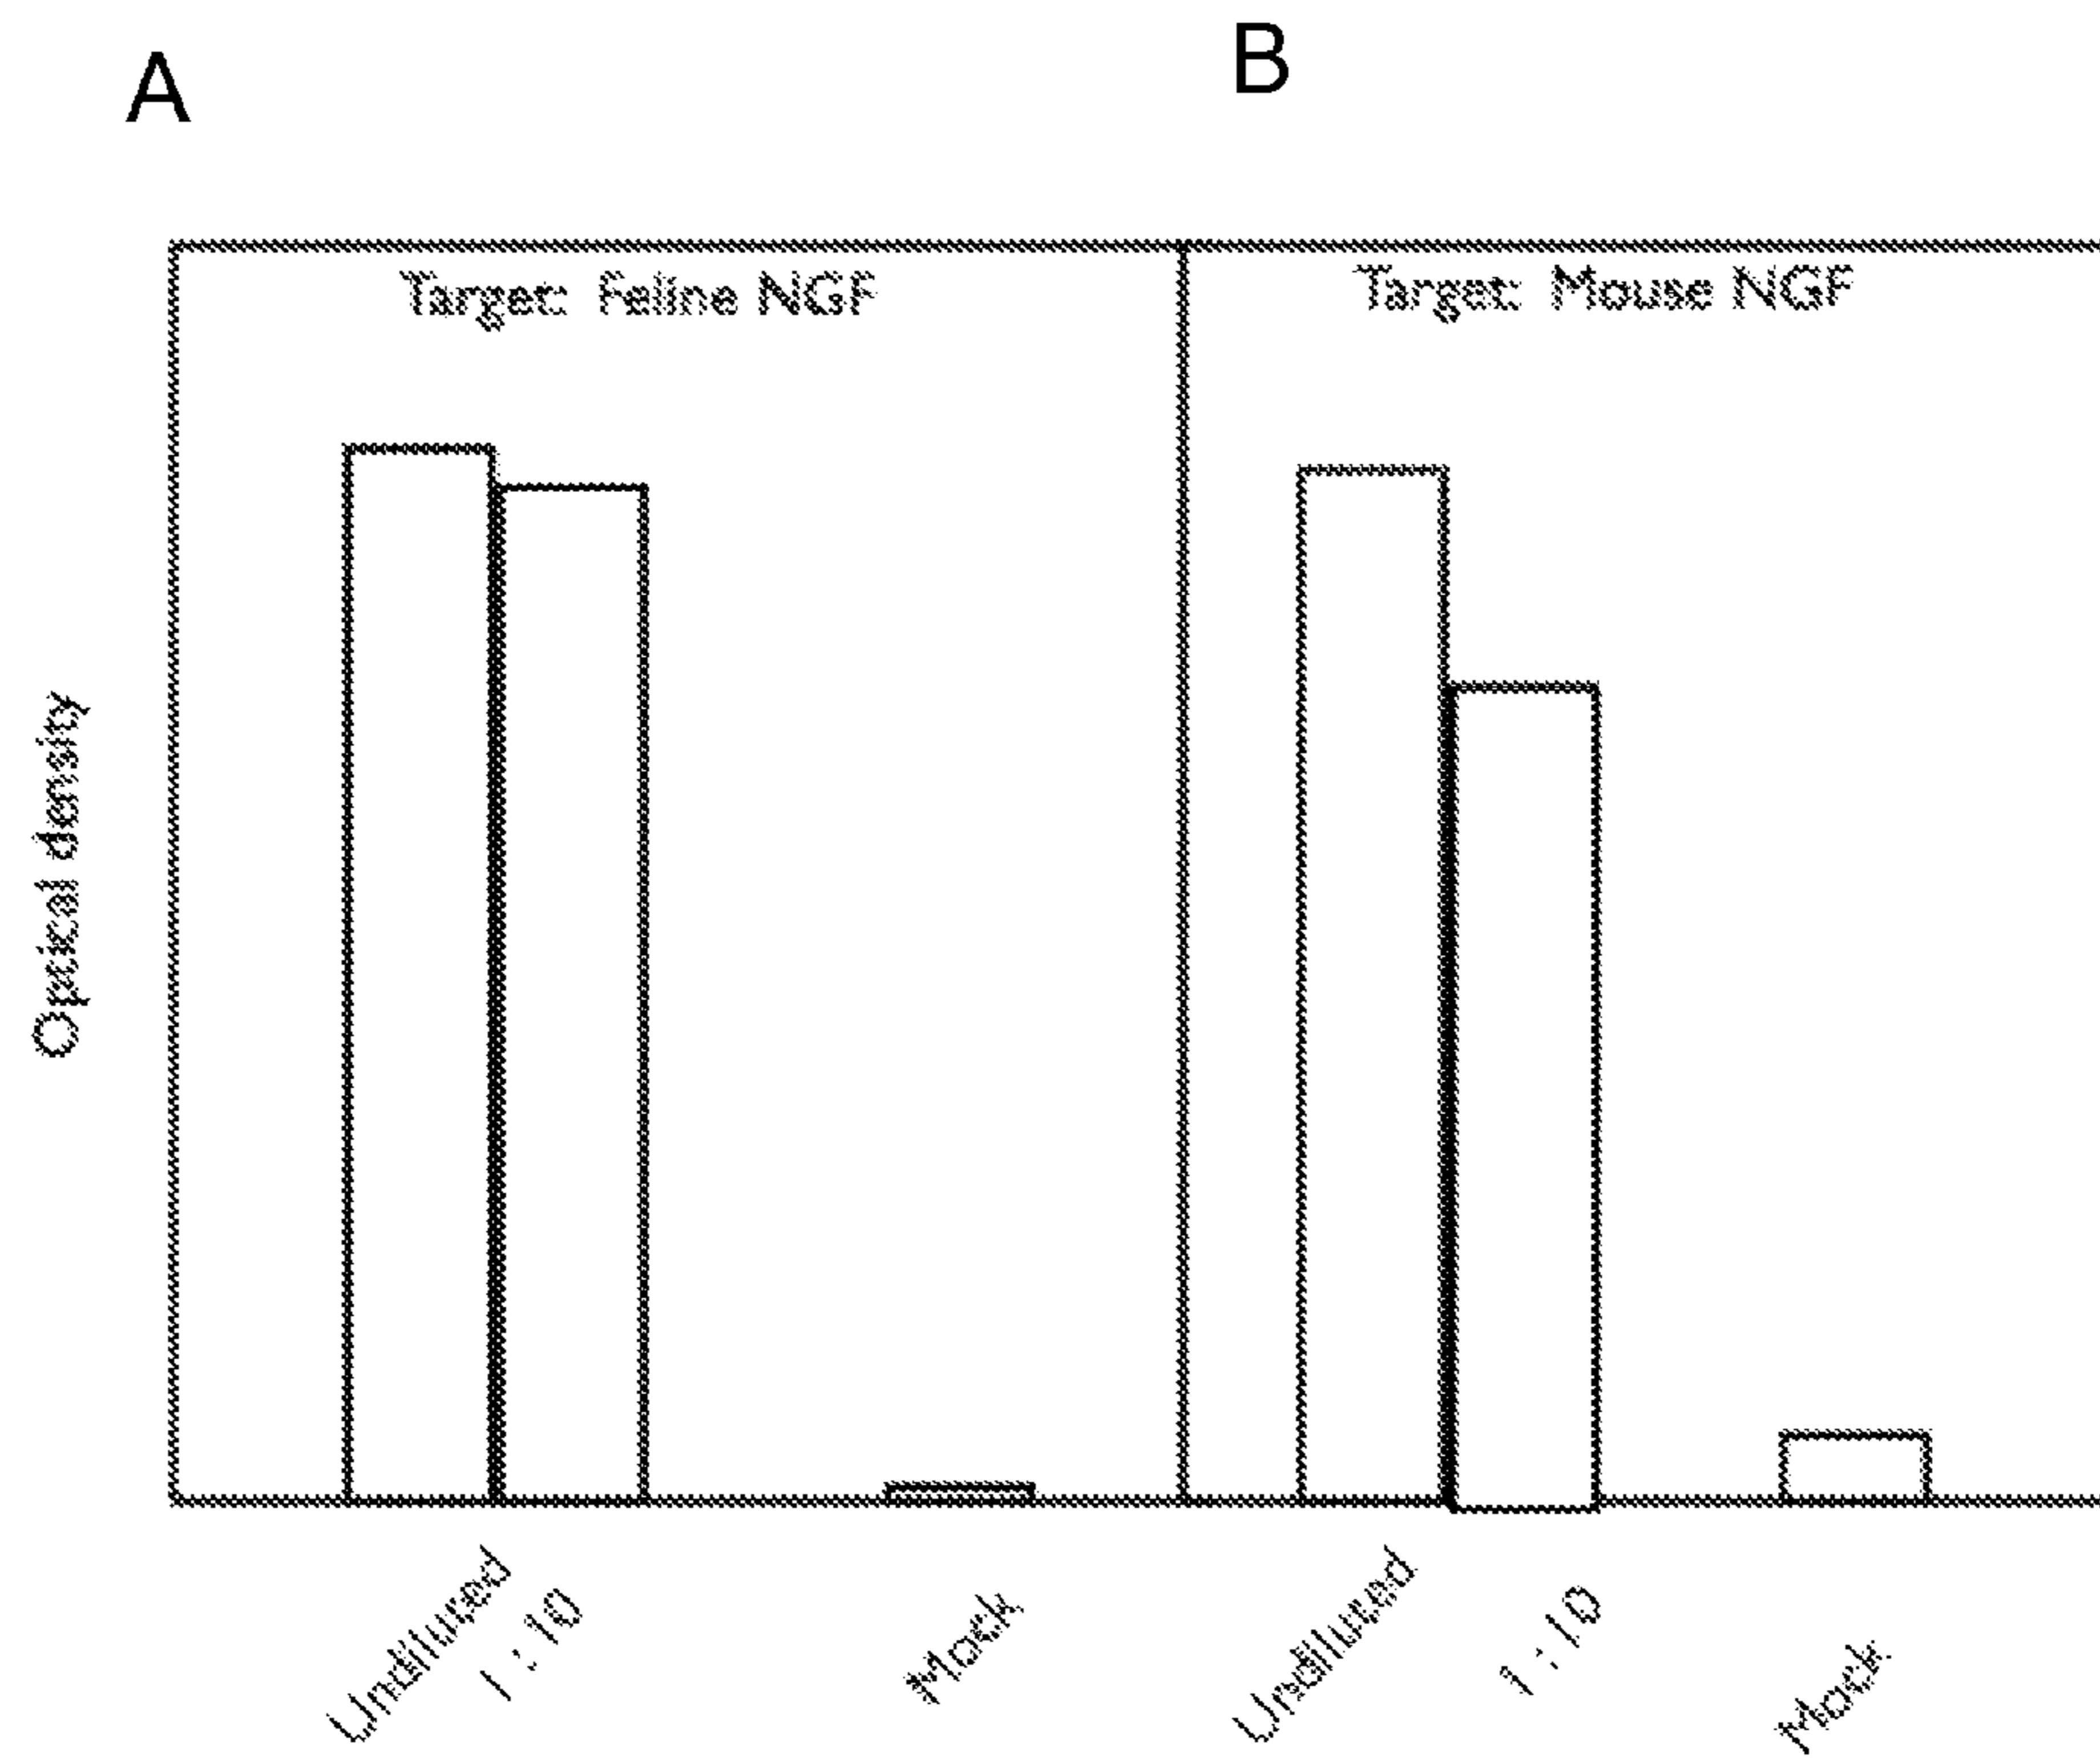 A
B
Target: Feline NGF
Target: Mouse NGF
Optical density
Undiluted
1:10
Mock
Undiluted
1:10
Mock